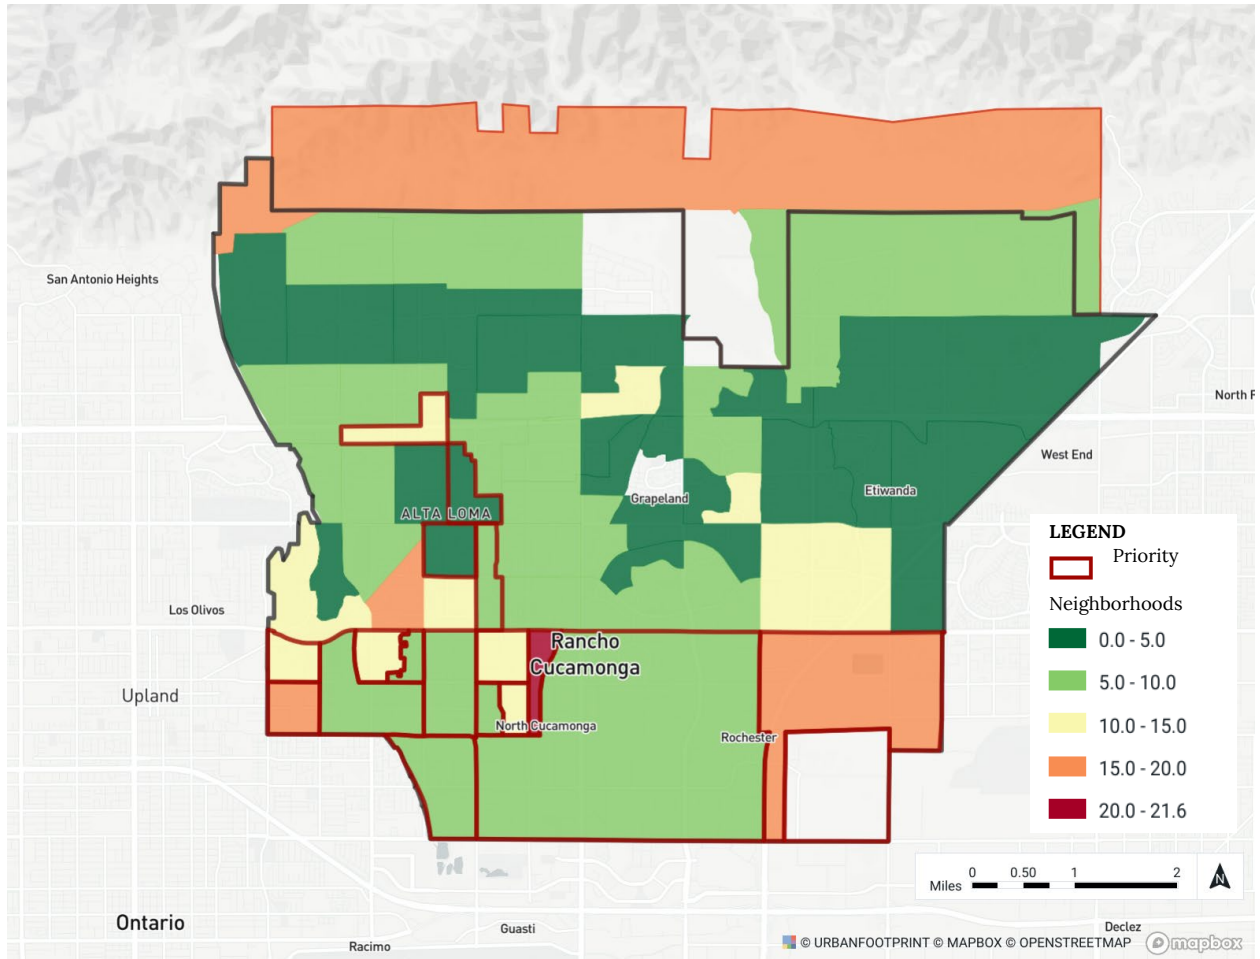 San Antonio Heights
North F
West End
Etiwanda
Grapeland
ALTA LOMA
LEGEND
Priority
Neighborhoods
0.0 - 5.0
5.0 - 10.0
10.0 - 15.0
15.0 - 20.0
20.0 - 21.6
Los Olivos
Rancho
Cucamonga
Upland
North Cucamonga
Rochester
0 0.50 1 2
Miles
N
Ontario
Guasti
Racimo
Declez
© URBANFOOTPRINT © MAPBOX © OPENSTREETMAP
mapbox